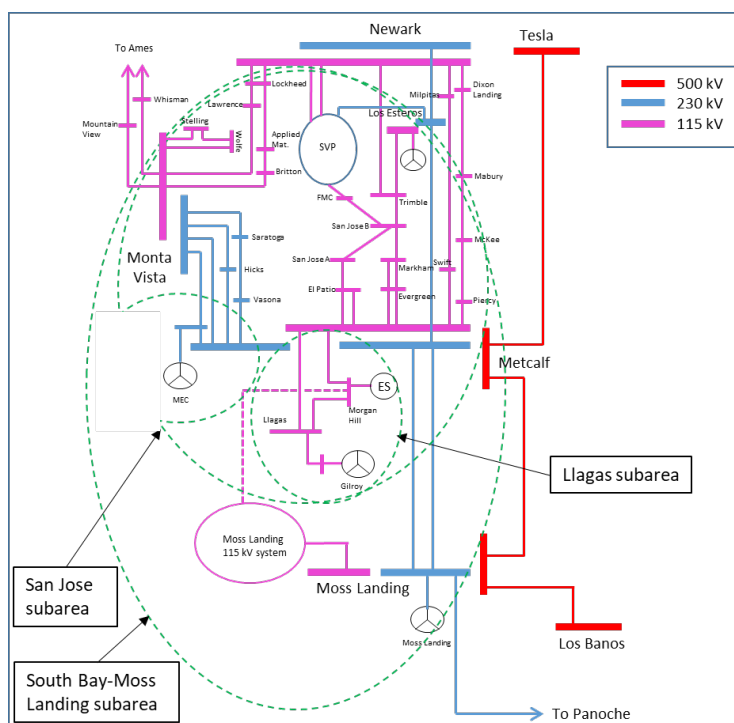 Newark
Tesla
To Ames
500 kV
230 kV
115 kV
Lockheed
Dixon
Landing
Milpitas
Whisman
Lawrence
Stelling
Los Esteros
Mountain
View
Wolfe
Applied
Mat.
SVP
Britton
Mabury
FMC
Trimble
San Jose B
Saratoga
McKee
Monta
Vista
San Jose A
Markham
Swift
Hicks
El Patio
Evergreen
Vasona
Piercy
Metcalf
MEC
ES
Llagas
Morgan
Hill
Llagas subarea
Gilroy
Moss Landing
115 kV system
San Jose
subarea
Moss Landing
Moss Landing
Los Banos
South Bay-Moss
Landing subarea
To Panoche